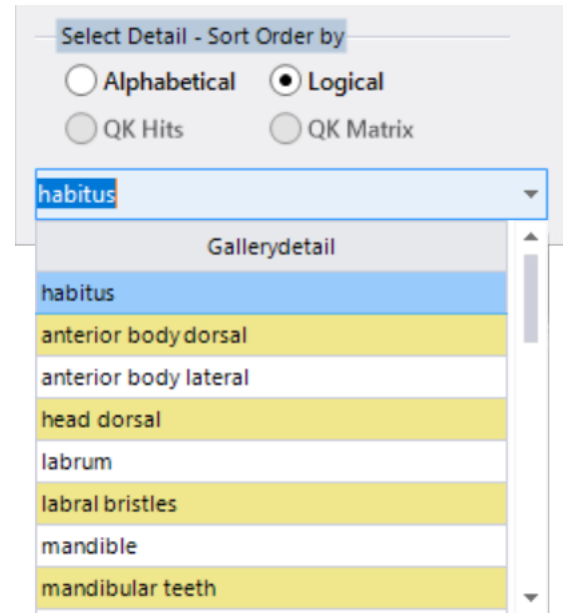 Select Detail - Sort Order by
Alphabetical Logical
QK Hits QK Matrix
habitus
Gallerydetail
habitus
anterior body dorsal
anterior body lateral
head dorsal
labrum
labral bristles
mandible
mandibular teeth